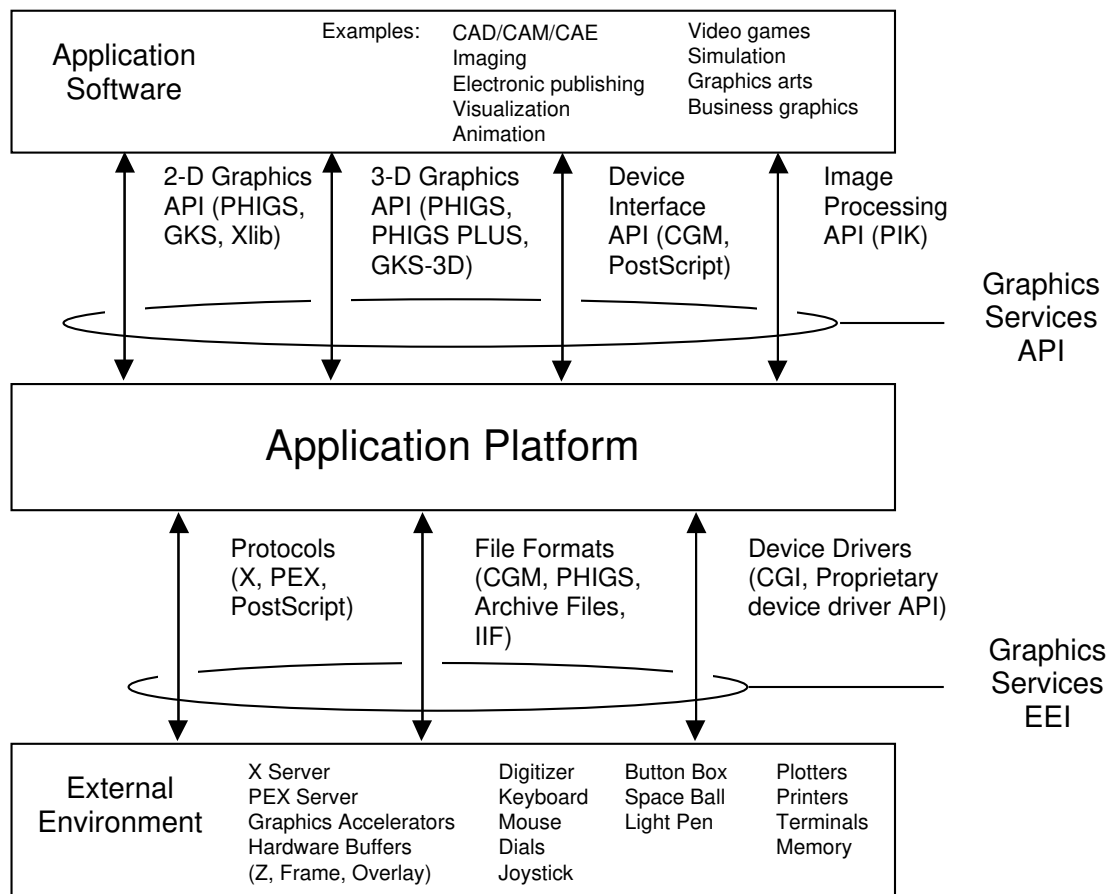 Application
Software
Examples:
CAD/CAM/CAE
Imaging
Electronic publishing
Visualization
Animation
Video games
Simulation
Graphics arts
Business graphics
2-D Graphics
API (PHIGS,
GKS, Xlib)
3-D Graphics
API (PHIGS,
PHIGS PLUS,
GKS-3D)
Device
Interface
API (CGM,
PostScript)
Image
Processing
API (PIK)
Graphics
Services
API
Application Platform
Protocols
(X, PEX,
PostScript)
File Formats
(CGM, PHIGS,
Archive Files,
IIF)
Device Drivers
(CGI, Proprietary
device driver API)
Graphics
Services
EEI
External
Environment
X Server
PEX Server
Graphics Accelerators
Hardware Buffers
(Z, Frame, Overlay)
Digitizer
Keyboard
Mouse
Dials
Joystick
Button Box
Space Ball
Light Pen
Plotters
Printers
Terminals
Memory